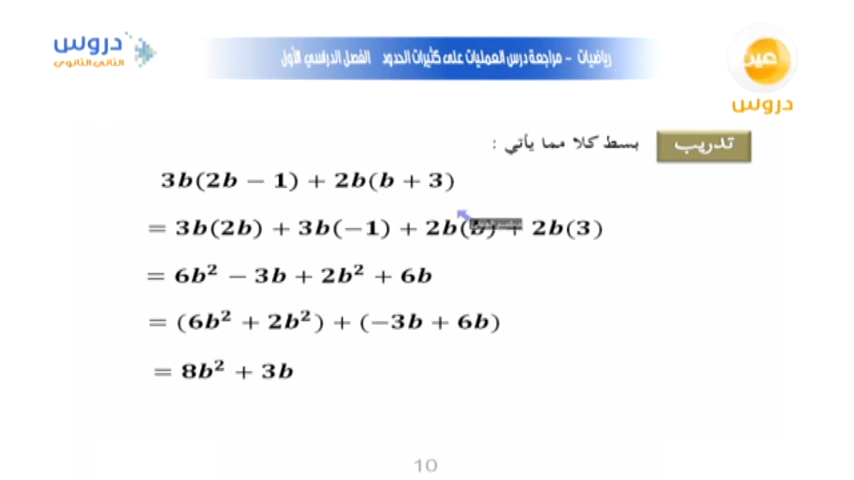 دروس
الثاني الثانوي
رياضيات - مراجعة درس العمليات على كثيرات الحدود الفصل الدراسي الأول
عين
دروس
تدريب
بسط كلا مما يأتي :
3b(2b − 1) + 2b(b + 3)
= 3b(2b) + 3b(−1) + 2b(b) + 2b(3)
= 6b² − 3b + 2b² + 6b
= (6b² + 2b²) + (−3b + 6b)
= 8b² + 3b
10